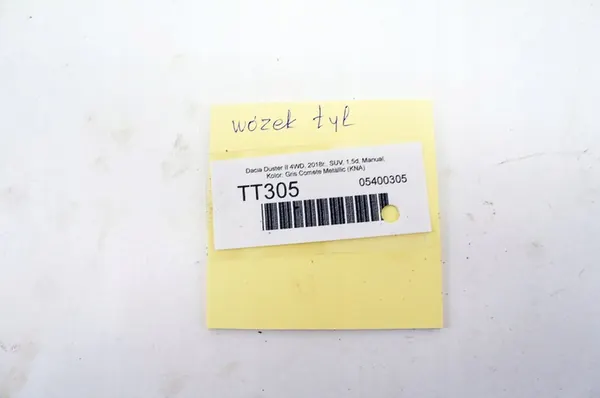 wózek tył
Dacia Duster II 4WD, 2018r., SUV, 1.5d, Manual,
Kolor: Gris Comete Metallic (KNA)
TT305 05400305